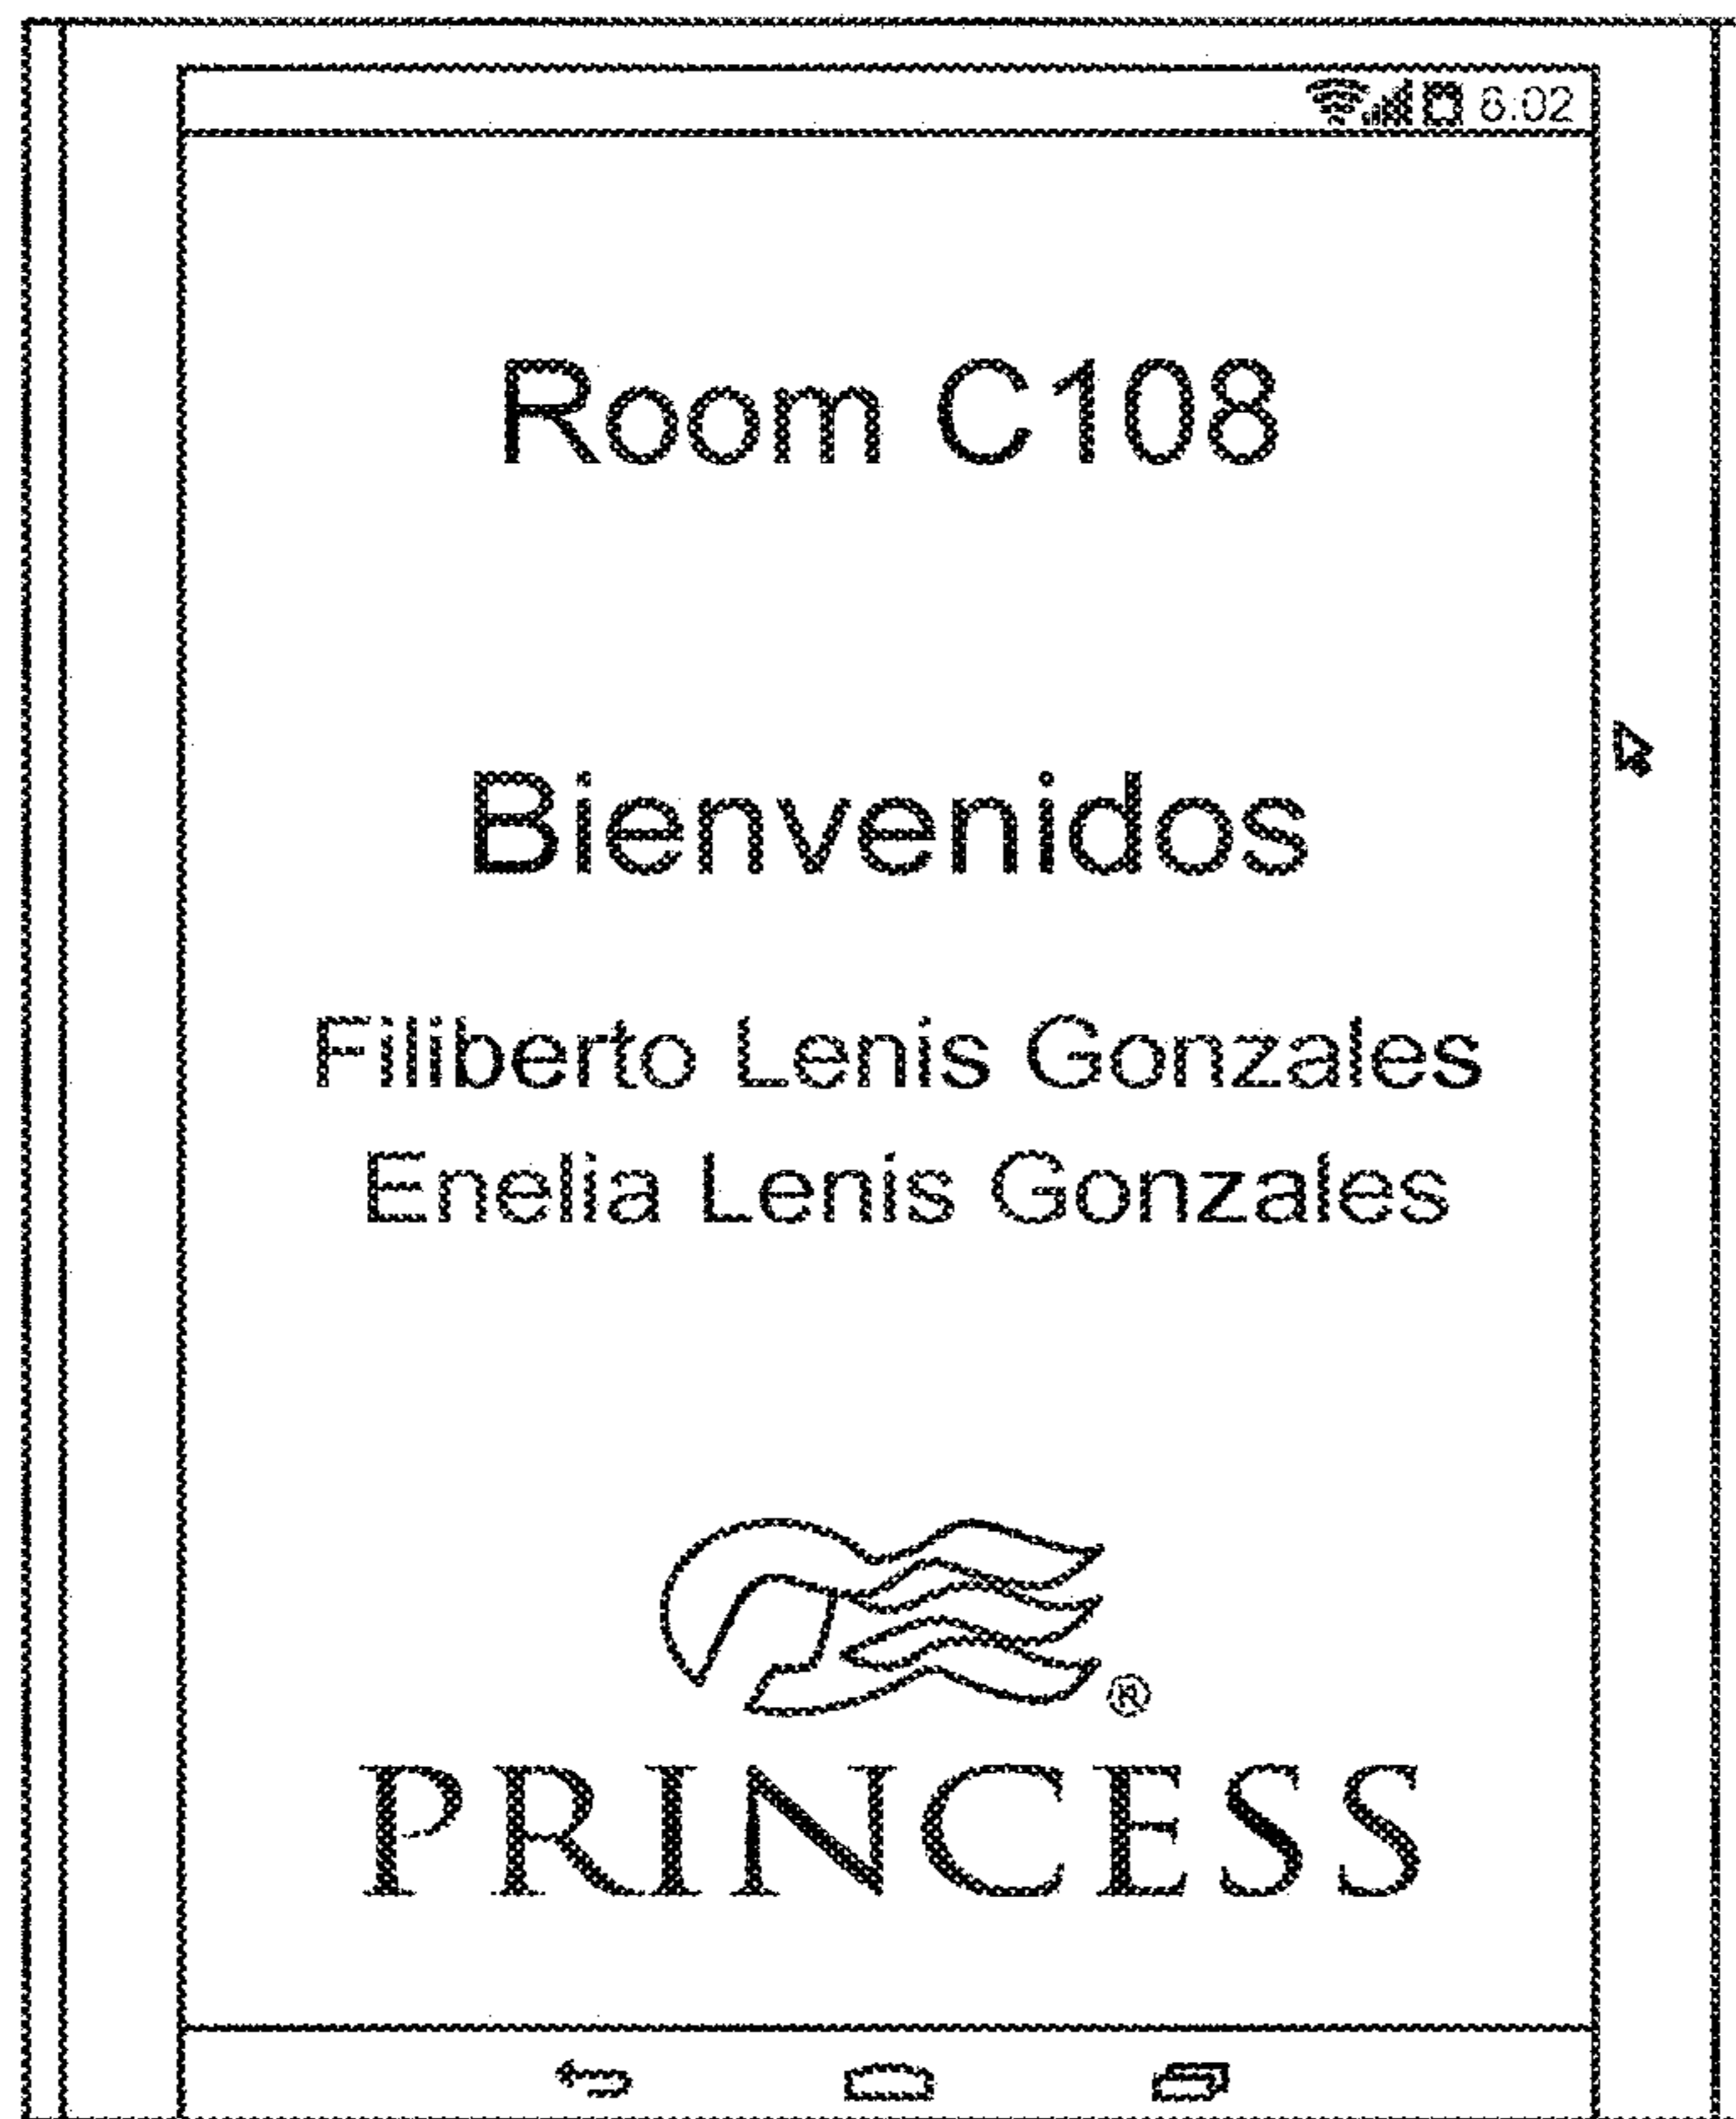 6:02
Room C108
Bienvenidos
Filiberto Lenis Gonzales
Enelia Lenis Gonzales
®
PRINCESS